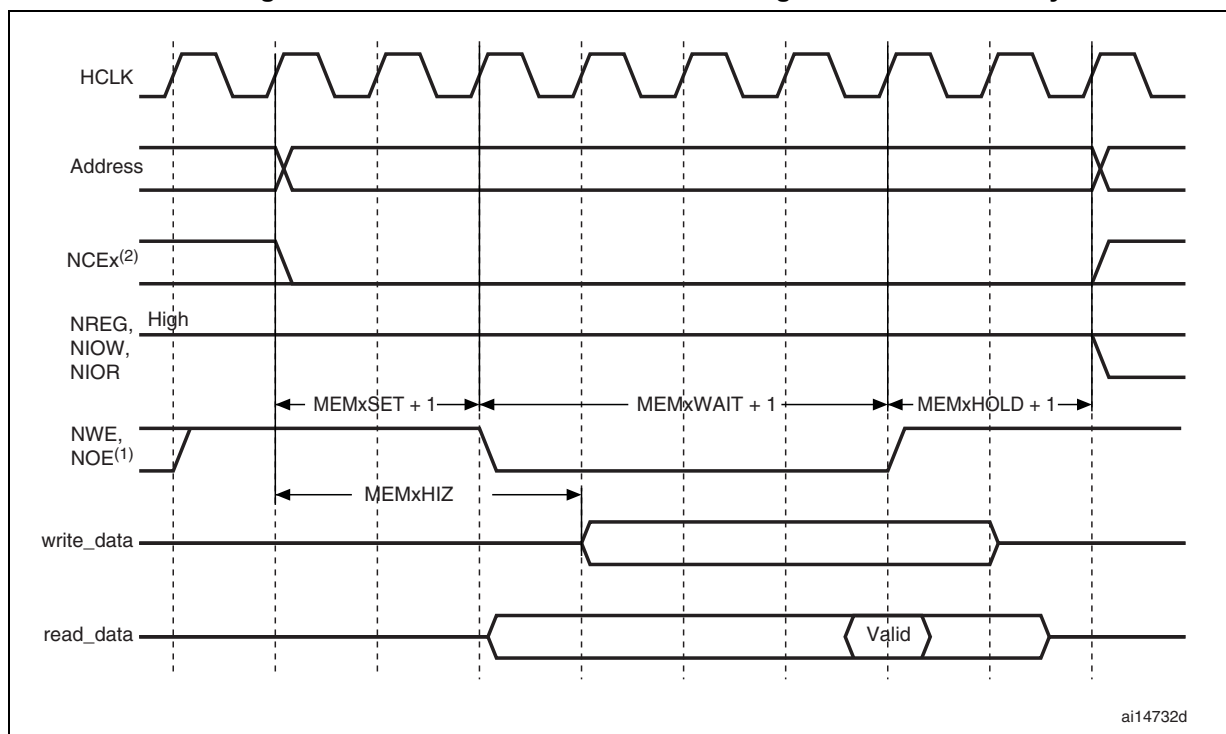 HCLK
Address
NCEx(2)
NREG, High
NIOW,
NIOR
MEMxSET + 1 MEMxWAIT + 1 MEMxHOLD + 1
NWE,
NOE(1)
MEMxHIZ
write_data
read_data Valid
ai14732d